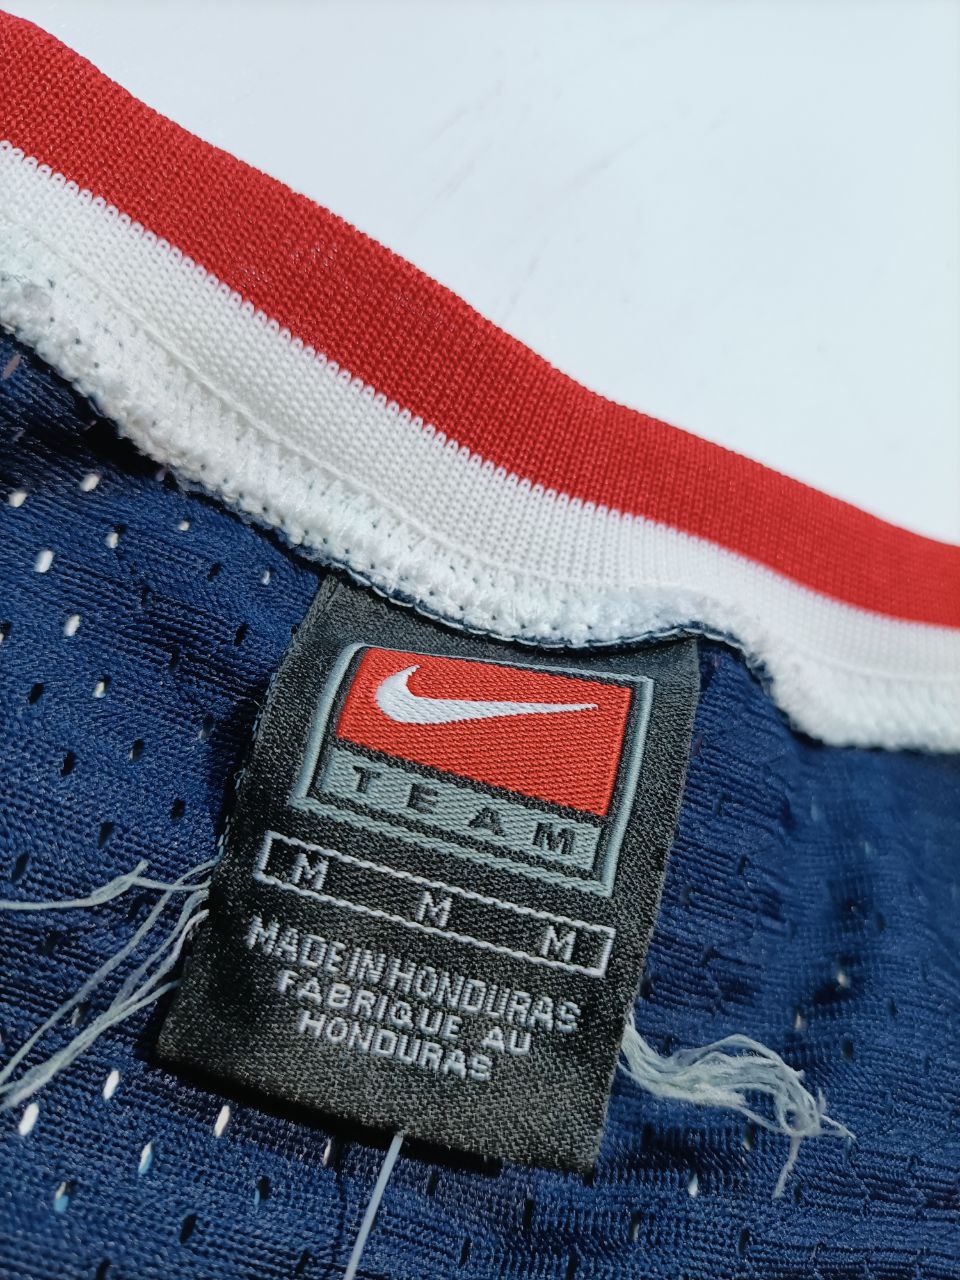 TEAM
M M M
MADE IN HONDURAS
FABRIQUE AU
HONDURAS